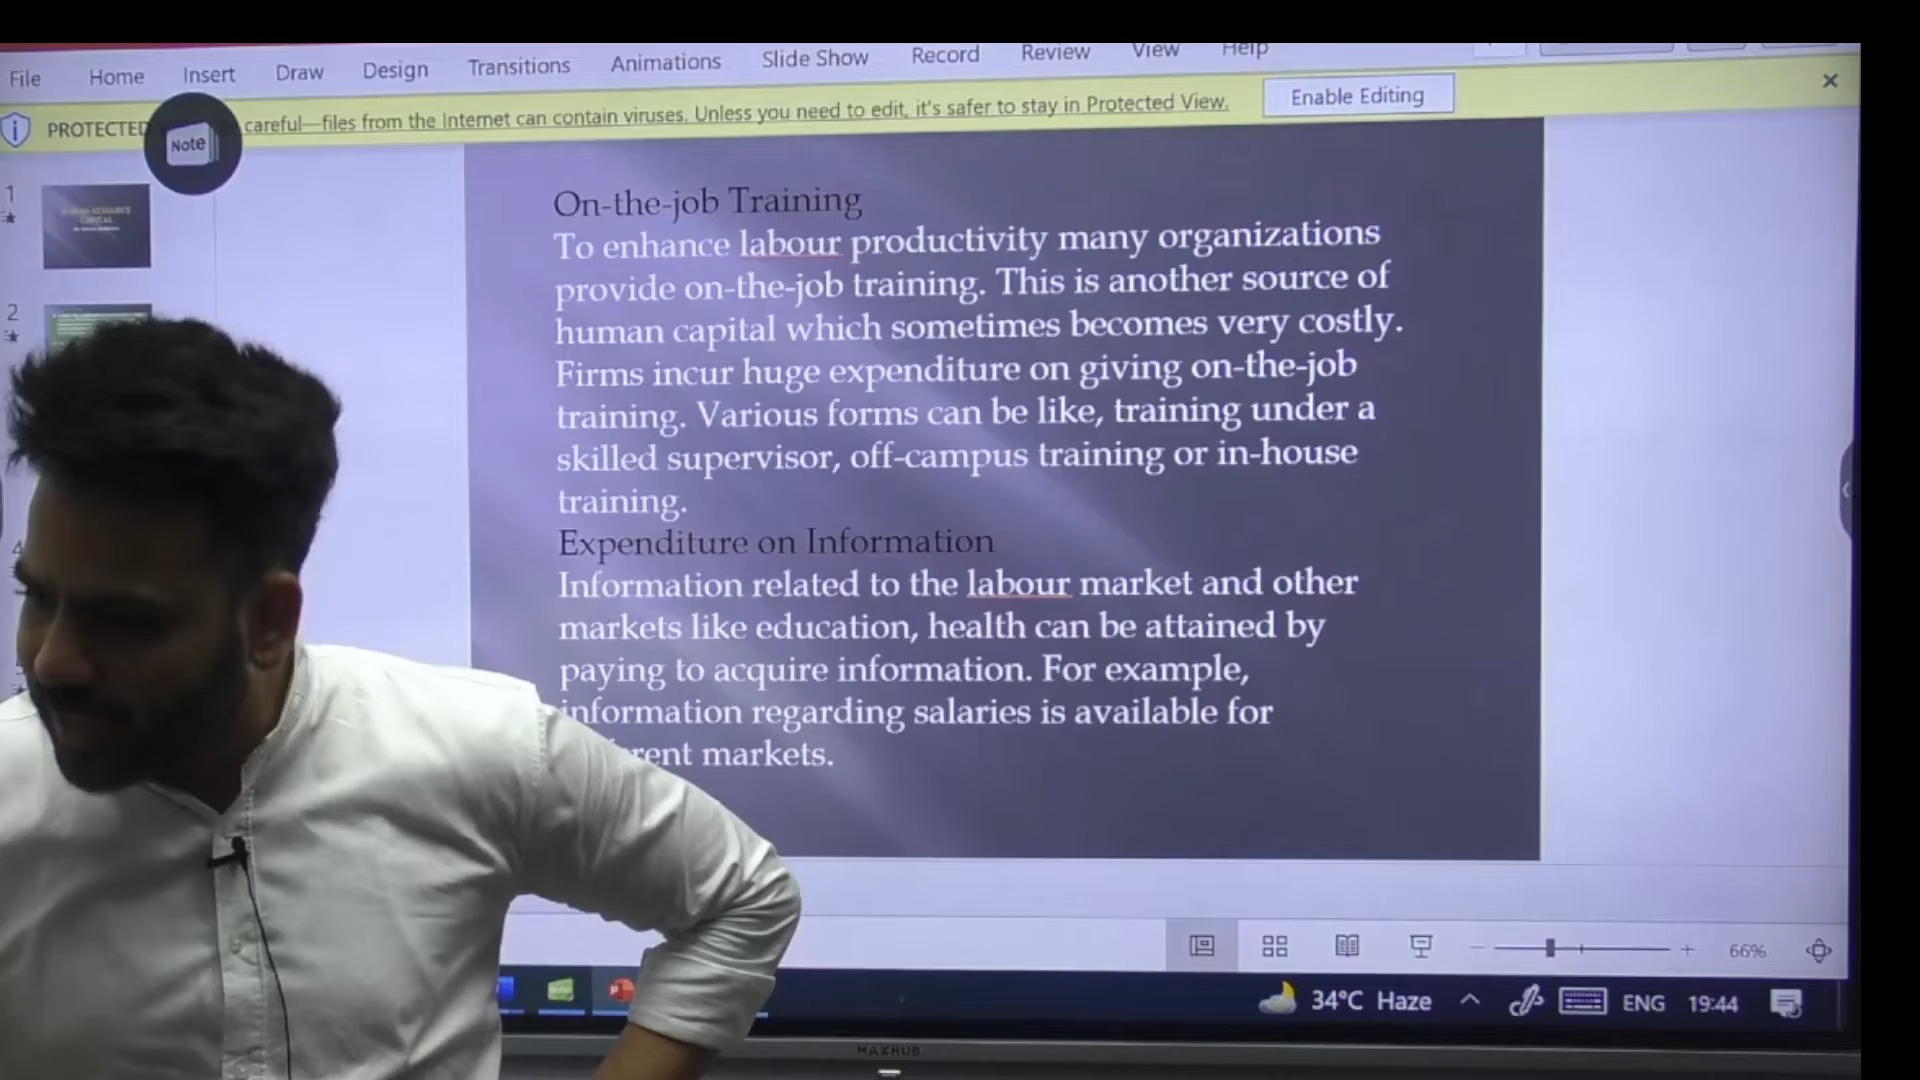 File Home Insert Draw Design Transitions Animations Slide Show Record Review View Help
PROTECTED careful—files from the Internet can contain viruses. Unless you need to edit, it's safer to stay in Protected View. Enable Editing
Note
1
2
4
On-the-job Training
To enhance labour productivity many organizations
provide on-the-job training. This is another source of
human capital which sometimes becomes very costly.
Firms incur huge expenditure on giving on-the-job
training. Various forms can be like, training under a
skilled supervisor, off-campus training or in-house
training.
Expenditure on Information
Information related to the labour market and other
markets like education, health can be attained by
paying to acquire information. For example,
information regarding salaries is available for
markets.
66%
34°C Haze ENG 19:44
MAXHUB